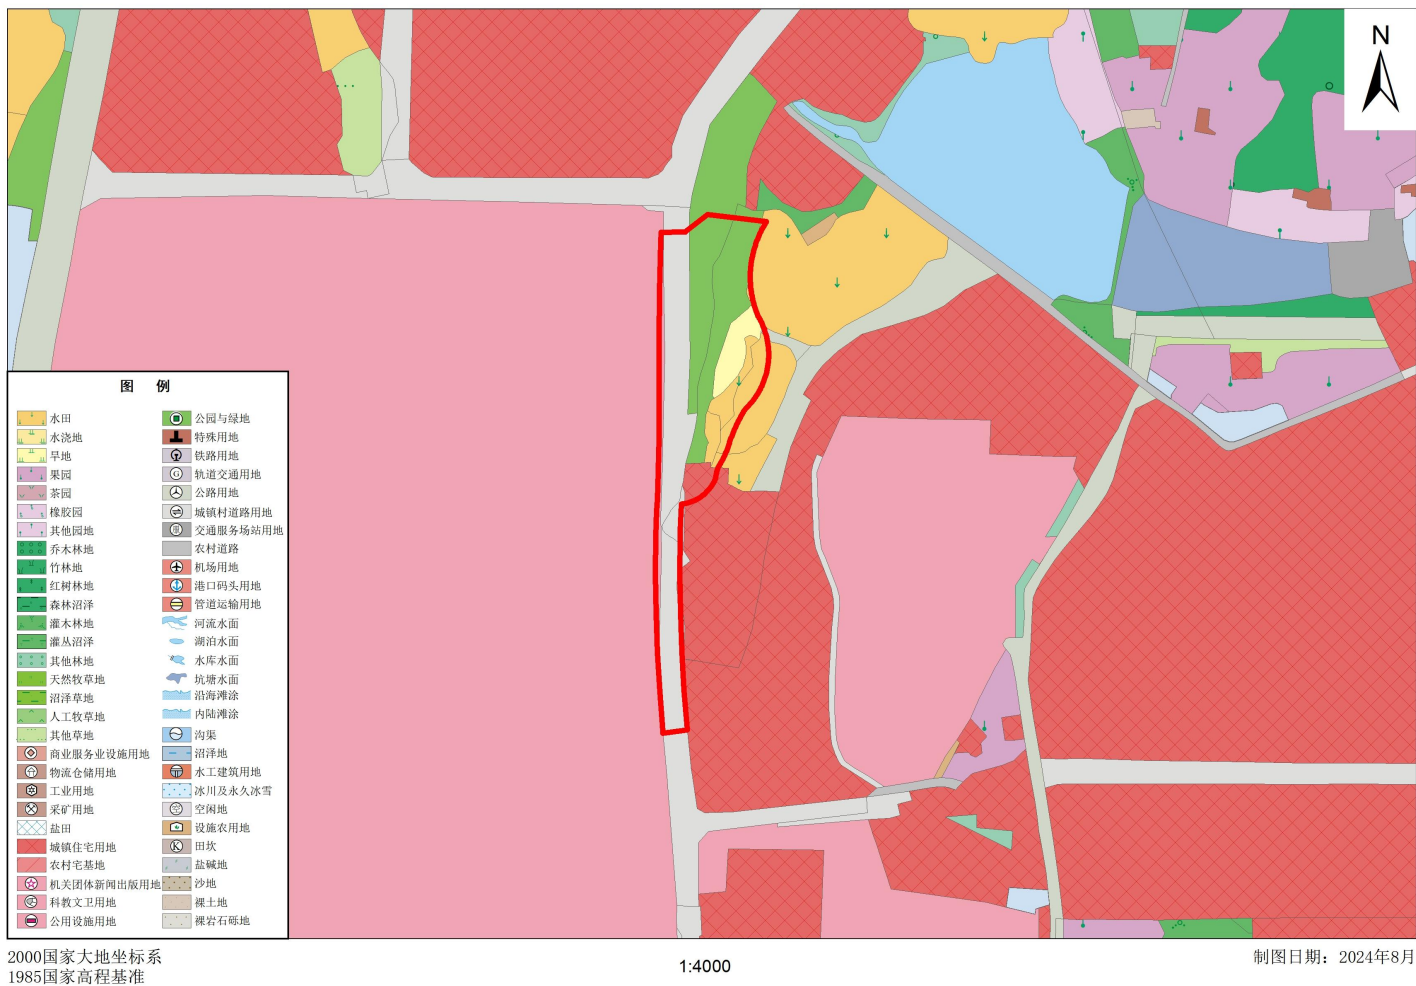 N
图 例
水田
水浇地
旱地
果园
茶园
橡胶园
其他园地
乔木林地
竹林地
红树林地
森林沼泽
灌木林地
灌丛沼泽
其他林地
天然牧草地
沼泽草地
人工牧草地
其他草地
商业服务业设施用地
物流仓储用地
工业用地
采矿用地
盐田
城镇住宅用地
农村宅基地
机关团体新闻出版用地
科教文卫用地
公用设施用地
公园与绿地
特殊用地
铁路用地
G
轨道交通用地
公路用地
城镇村道路用地
交通服务场站用地
农村道路
机场用地
港口码头用地
管道运输用地
河流水面
湖泊水面
水库水面
坑塘水面
沿海滩涂
内陆滩涂
沟渠
沼泽地
水工建筑用地
冰川及永久冰雪
空闲地
设施农用地
K
田坎
盐碱地
沙地
裸土地
裸岩石砾地
2000国家大地坐标系
1985国家高程基准
1:4000
制图日期：2024年8月